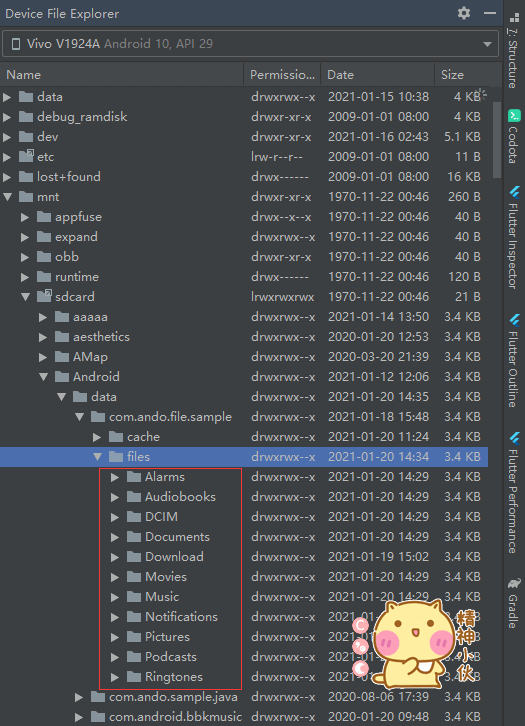 Device File Explorer
Vivo V1924A Android 10, API 29
Name Permissio... Date Size
data drwxrwx--x 2021-01-15 10:38 4 KB
debug_ramdisk drwxr-xr-x 2009-01-01 08:00 4 KB
dev drwxr-xr-x 2021-01-16 02:43 5.1 KB
etc lrw-r--r-- 2009-01-01 08:00 11 B
lost+found drwx------ 2009-01-01 08:00 16 KB
mnt drwxr-xr-x 1970-11-22 00:46 260 B
appfuse drwxr-x--x 1970-11-22 00:46 40 B
expand drwxrwx--x 1970-11-22 00:46 40 B
obb drwxr-xr-x 1970-11-22 00:46 40 B
runtime drwx------ 1970-11-22 00:46 120 B
sdcard lrwxrwxrwx 1970-11-22 00:46 21 B
aaaaa drwxrwx--x 2021-01-14 13:50 3.4 KB
aesthetics drwxrwx--x 2020-01-20 12:53 3.4 KB
AMap drwxrwx--x 2020-03-20 21:39 3.4 KB
Android drwxrwx--x 2021-01-12 12:06 3.4 KB
data drwxrwx--x 2021-01-20 14:35 3.4 KB
com.ando.file.sample drwxrwx--x 2021-01-18 15:48 3.4 KB
cache drwxrwx--x 2021-01-20 11:24 3.4 KB
files drwxrwx--x 2021-01-20 14:34 3.4 KB
Alarms drwxrwx--x 2021-01-20 14:29 3.4 KB
Audiobooks drwxrwx--x 2021-01-20 14:29 3.4 KB
DCIM drwxrwx--x 2021-01-20 14:29 3.4 KB
Documents drwxrwx--x 2021-01-20 14:29 3.4 KB
Download drwxrwx--x 2021-01-19 15:02 3.4 KB
Movies drwxrwx--x 2021-01-20 14:29 3.4 KB
Music drwxrwx--x 2021-01-20 14:29 3.4 KB
Notifications drwxrwx--x 2021-01-20 14:29 3.4 KB
Pictures drwxrwx--x 3.4 KB
Podcasts drwxrwx--x 3.4 KB
Ringtones drwxrwx--x 3.4 KB
com.ando.sample.java drwxrwx--x 2020-08-06 17:39 3.4 KB
com.android.bbkmusic drwxrwx--x 2020-01-20 09:48 3.4 KB
精神小伙
7: Structure
Codota
Flutter Inspector
Flutter Outline
Flutter Performance
Gradle